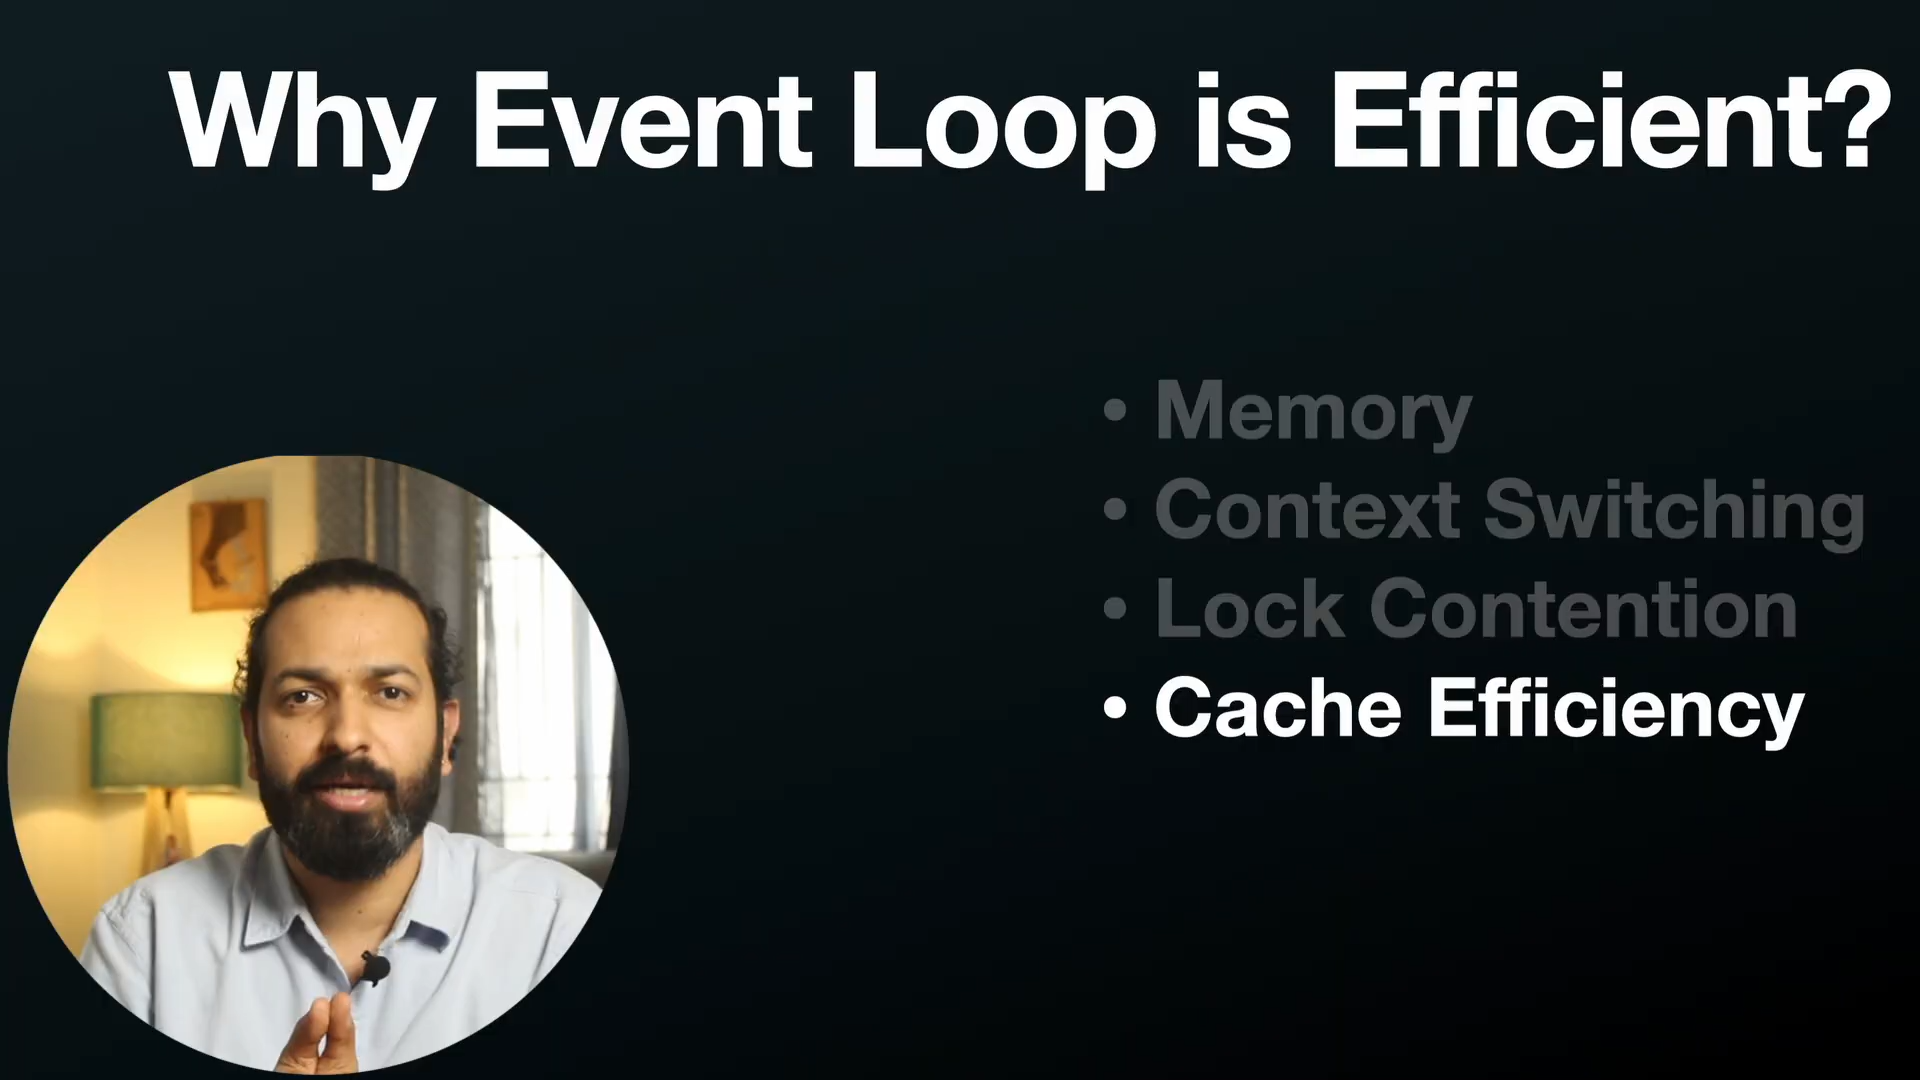 Why Event Loop is Efficient?
• Memory
• Context Switching
• Lock Contention
• Cache Efficiency